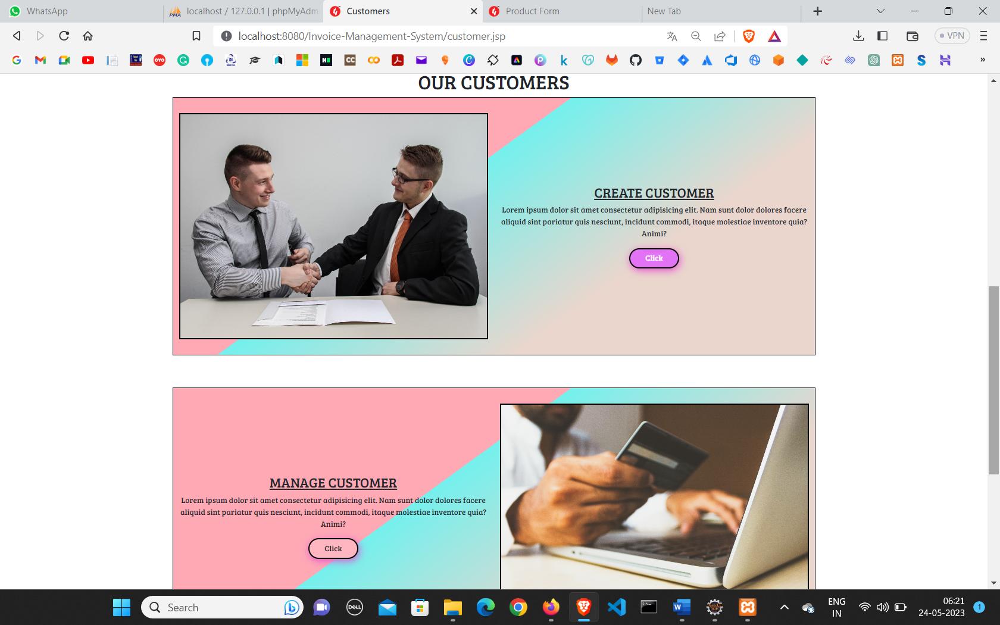 WhatsApp
localhost / 127.0.0.1 | phpMyAdm
Customers
Product Form
New Tab
localhost:8080/Invoice-Management-System/customer.jsp
VPN
OUR CUSTOMERS
CREATE CUSTOMER
Lorem ipsum dolor sit amet consectetur adipisicing elit. Nam sunt dolor dolores facere
aliquid sint pariatur quis nesciunt, incidunt commodi, itaque molestiae inventore quia?
Animi?
Click
MANAGE CUSTOMER
Lorem ipsum dolor sit amet consectetur adipisicing elit. Nam sunt dolor dolores facere
aliquid sint pariatur quis nesciunt, incidunt commodi, itaque molestiae inventore quia?
Animi?
Click
Search
ENG
IN
06:21
24-05-2023
1